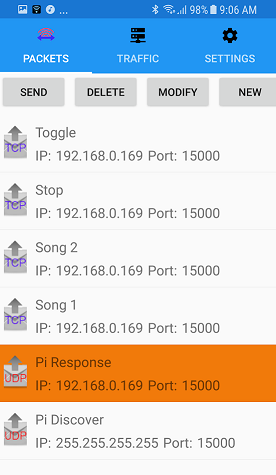 ... 98% 9:06 AM
PACKETS TRAFFIC SETTINGS
SEND DELETE MODIFY NEW
Toggle
TCP
IP: 192.168.0.169 Port: 15000
Stop
TCP
IP: 192.168.0.169 Port: 15000
Song 2
TCP
IP: 192.168.0.169 Port: 15000
Song 1
TCP
IP: 192.168.0.169 Port: 15000
Pi Response
UDP
IP: 192.168.0.169 Port: 15000
Pi Discover
UDP
IP: 255.255.255.255 Port: 15000